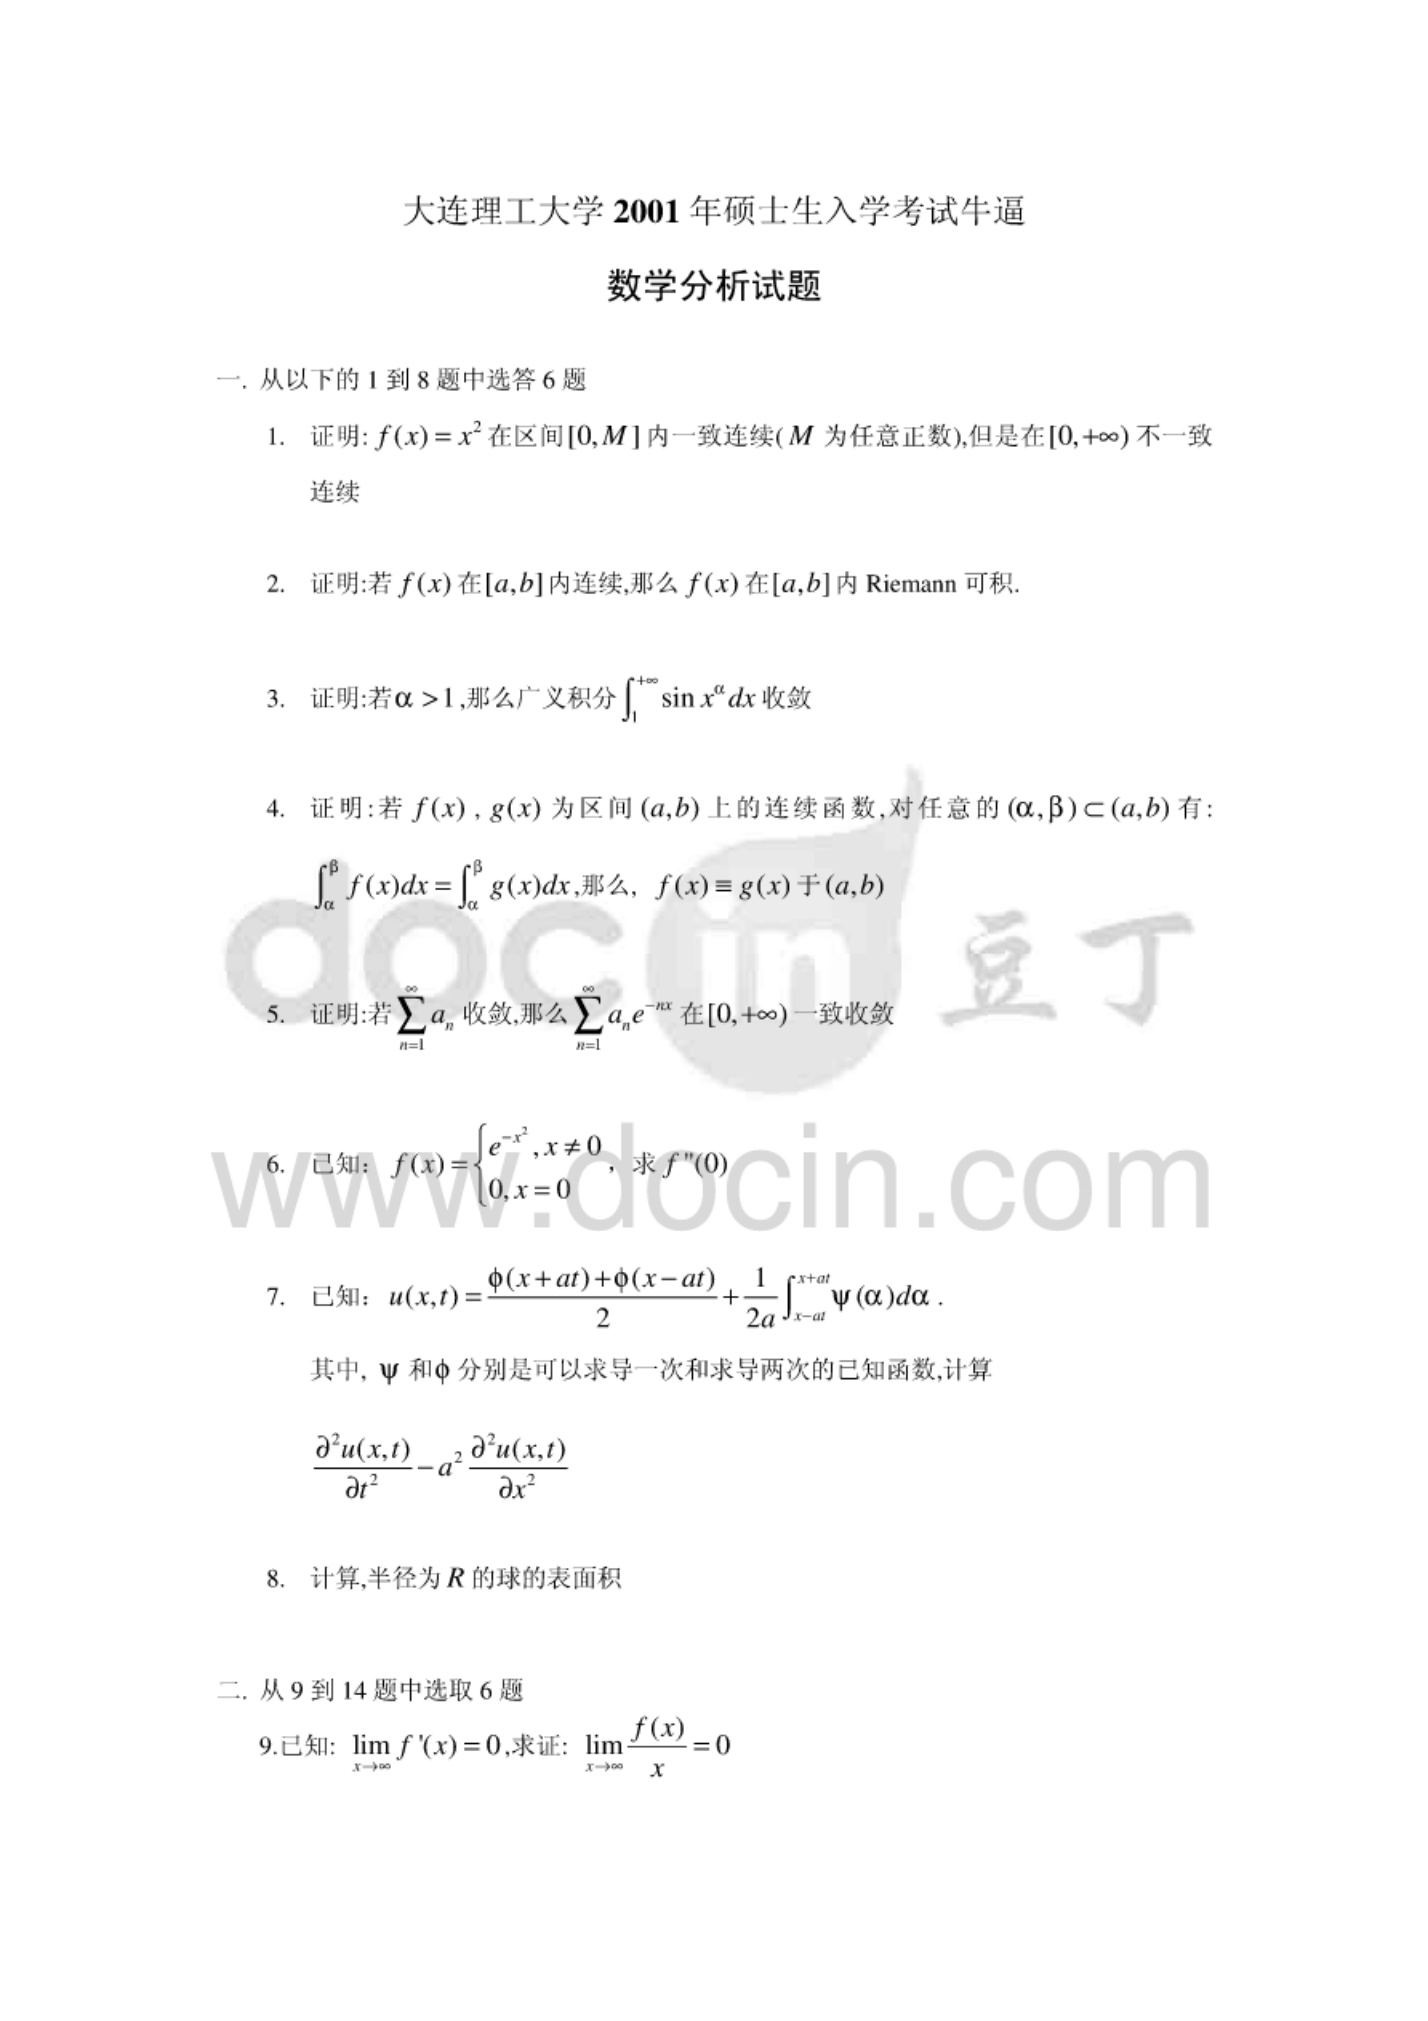 大连理工大学 2001 年硕士生入学考试牛逼
数学分析试题
一. 从以下的 1 到 8 题中选答 6 题
1. 证明: f(x) = x² 在区间[0, M]内一致连续( M 为任意正数),但是在[0,+∞) 不一致
连续
2. 证明:若 f(x) 在[a,b]内连续,那么 f(x) 在[a,b]内 Riemann 可积.
3. 证明:若α >1,那么广义积分 ∫₁^{+∞} sin x^α dx 收敛
4. 证明:若 f(x) , g(x) 为区间 (a,b) 上的连续函数,对任意的 (α,β) ⊂ (a,b) 有:
∫_α^β f(x)dx = ∫_α^β g(x)dx,那么, f(x) ≡ g(x) 于(a,b)
docin 豆丁
5. 证明:若 ∑_{n=1}^∞ a_n 收敛,那么 ∑_{n=1}^∞ a_n e^{-nx} 在[0,+∞) 一致收敛
6. 已知: f(x) = { e^{-x²}, x ≠ 0 ; 0, x = 0 , 求 f "(0)
www.docin.com
7. 已知: u(x,t) = (ϕ(x+at)+ϕ(x−at))/2 + 1/(2a) ∫_{x−at}^{x+at} ψ(α)dα .
其中, ψ 和ϕ 分别是可以求导一次和求导两次的已知函数,计算
∂²u(x,t)/∂t² − a² ∂²u(x,t)/∂x²
8. 计算,半径为 R 的球的表面积
二. 从 9 到 14 题中选取 6 题
9.已知: lim_{x→∞} f '(x) = 0,求证: lim_{x→∞} f(x)/x = 0